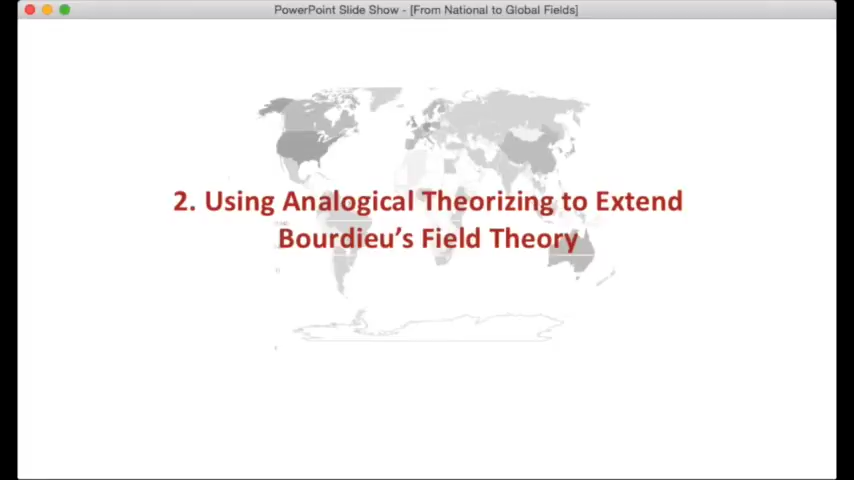 PowerPoint Slide Show - [From National to Global Fields]
2. Using Analogical Theorizing to Extend
Bourdieu’s Field Theory